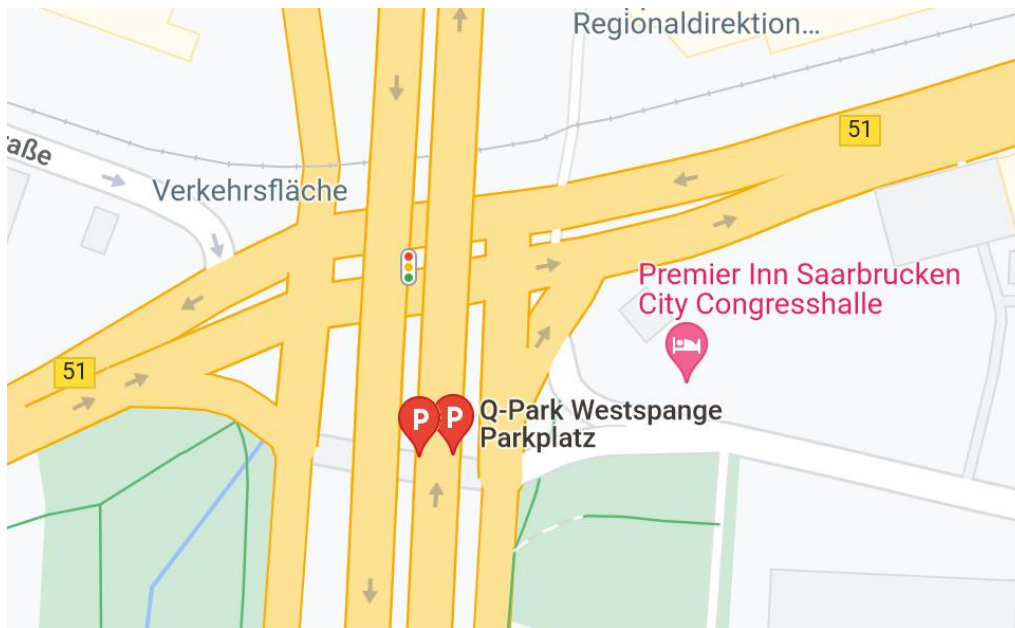 Regionaldirektion...
51
aße
Verkehrsfläche
Premier Inn Saarbrucken
City Congresshalle
51
P
P
Q-Park Westspange
Parkplatz